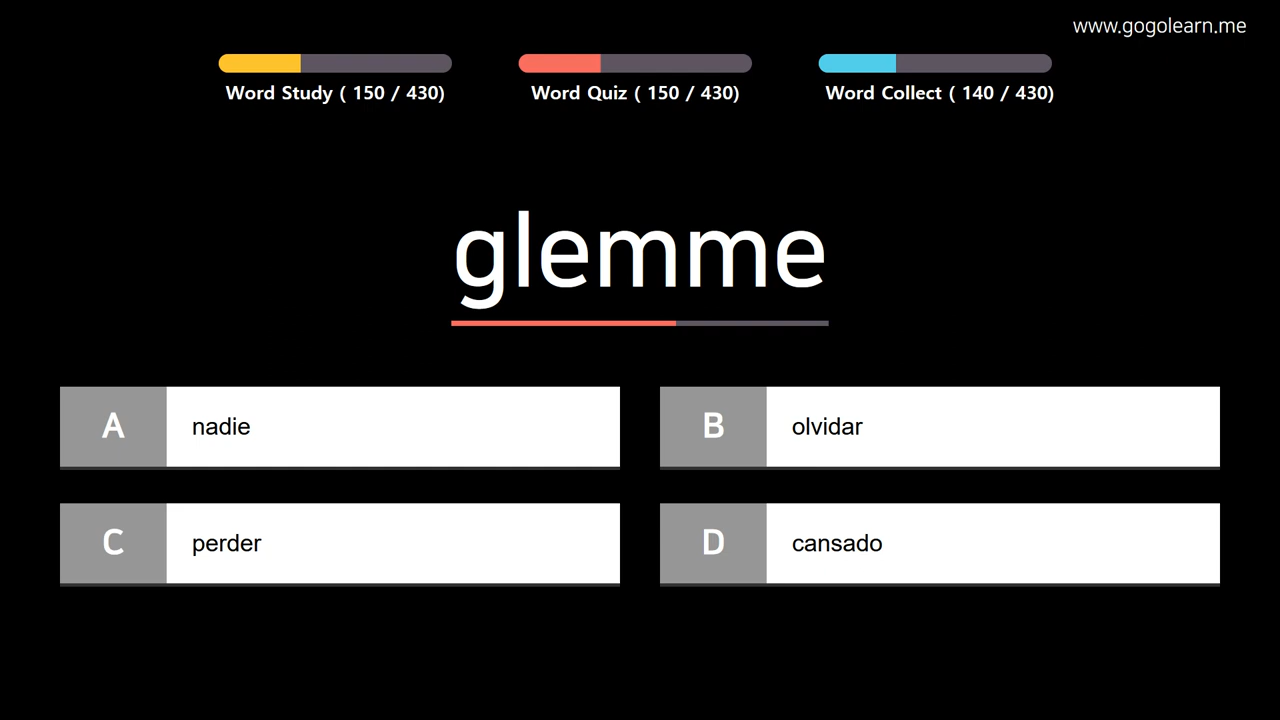 www.gogolearn.me
Word Study ( 150 / 430) Word Quiz ( 150 / 430) Word Collect ( 140 / 430)
glemme
A nadie
B olvidar
C perder
D cansado